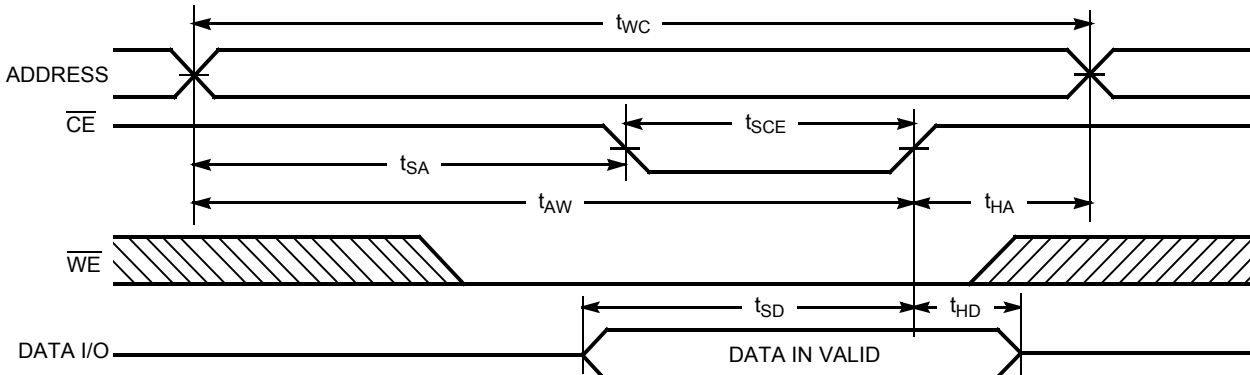 tWC
ADDRESS
CE
tSCE
tSA
tAW
tHA
WE
tSD
tHD
DATA I/O
DATA IN VALID